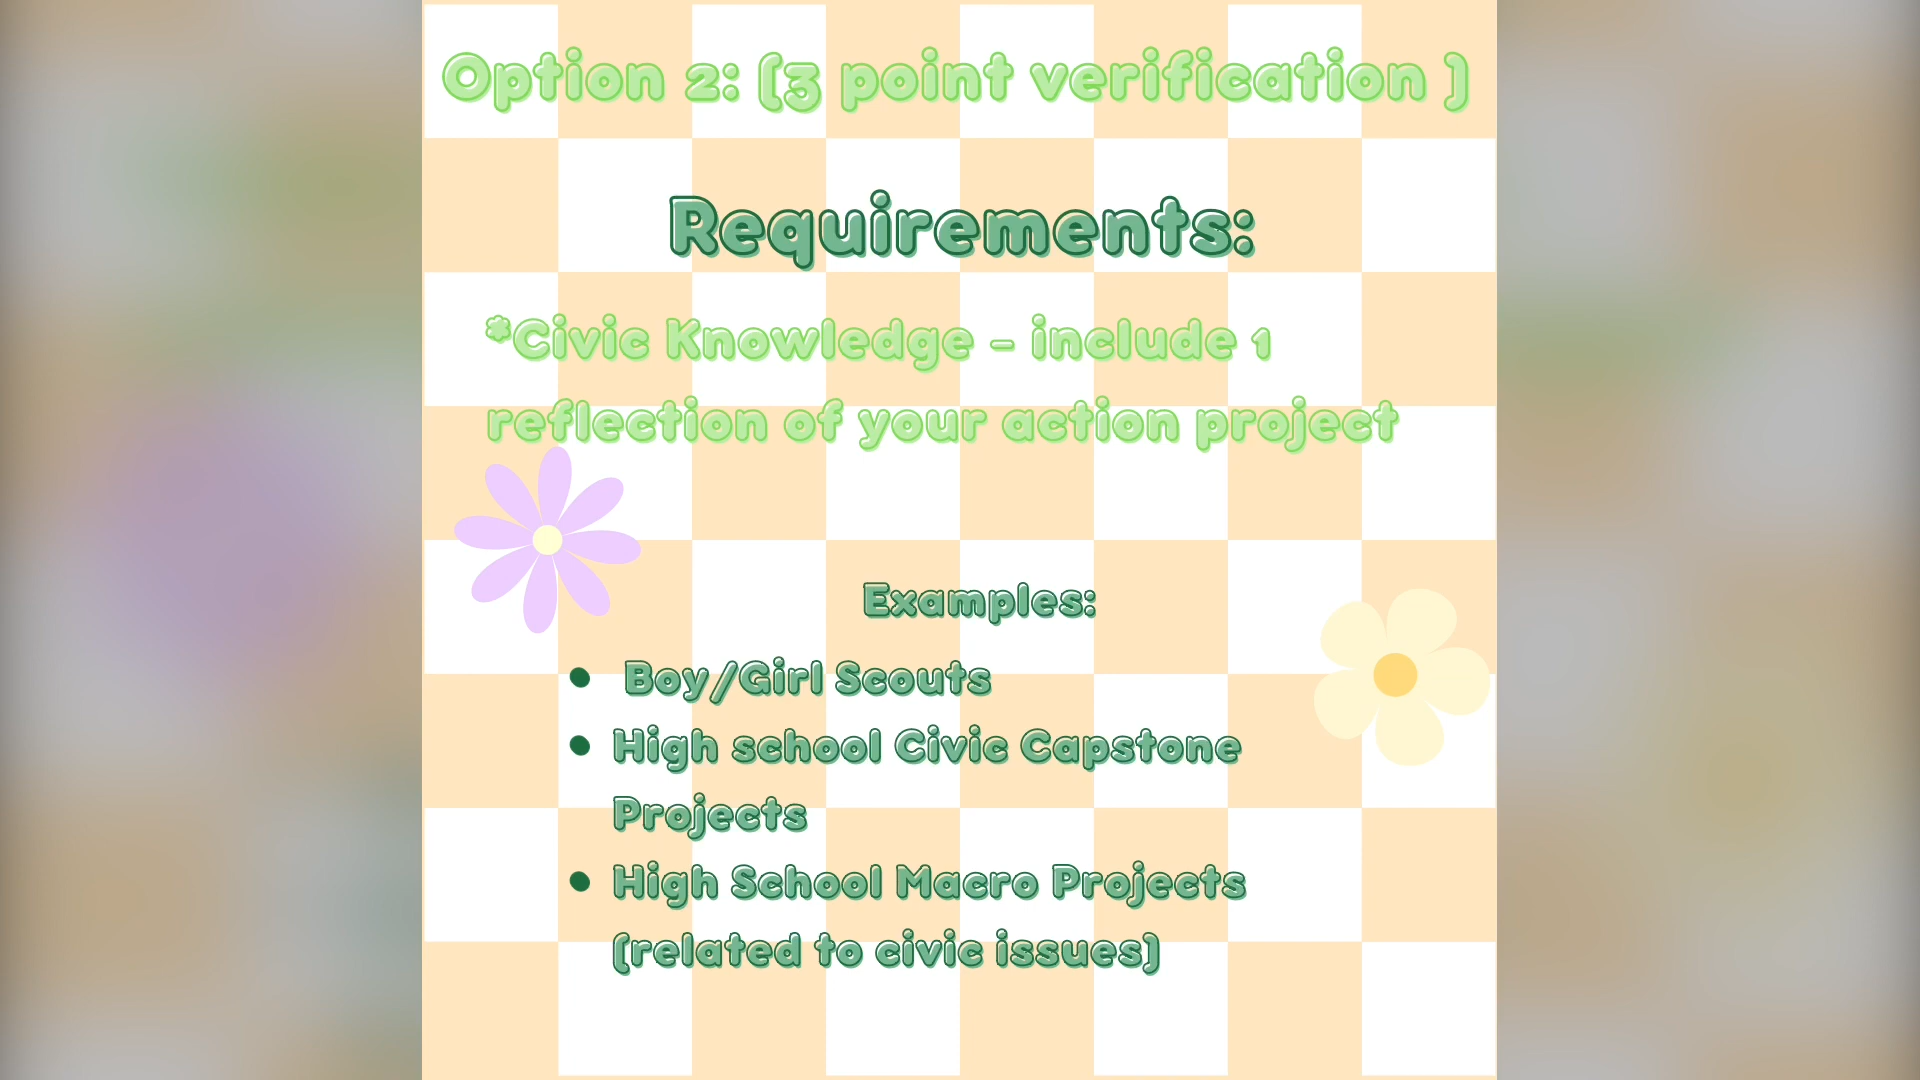 Option 2: (3 point verification )
Requirements:
*Civic Knowledge - include 1
reflection of your action project
Examples:
• Boy/Girl Scouts
• High school Civic Capstone
Projects
• High School Macro Projects
(related to civic issues)